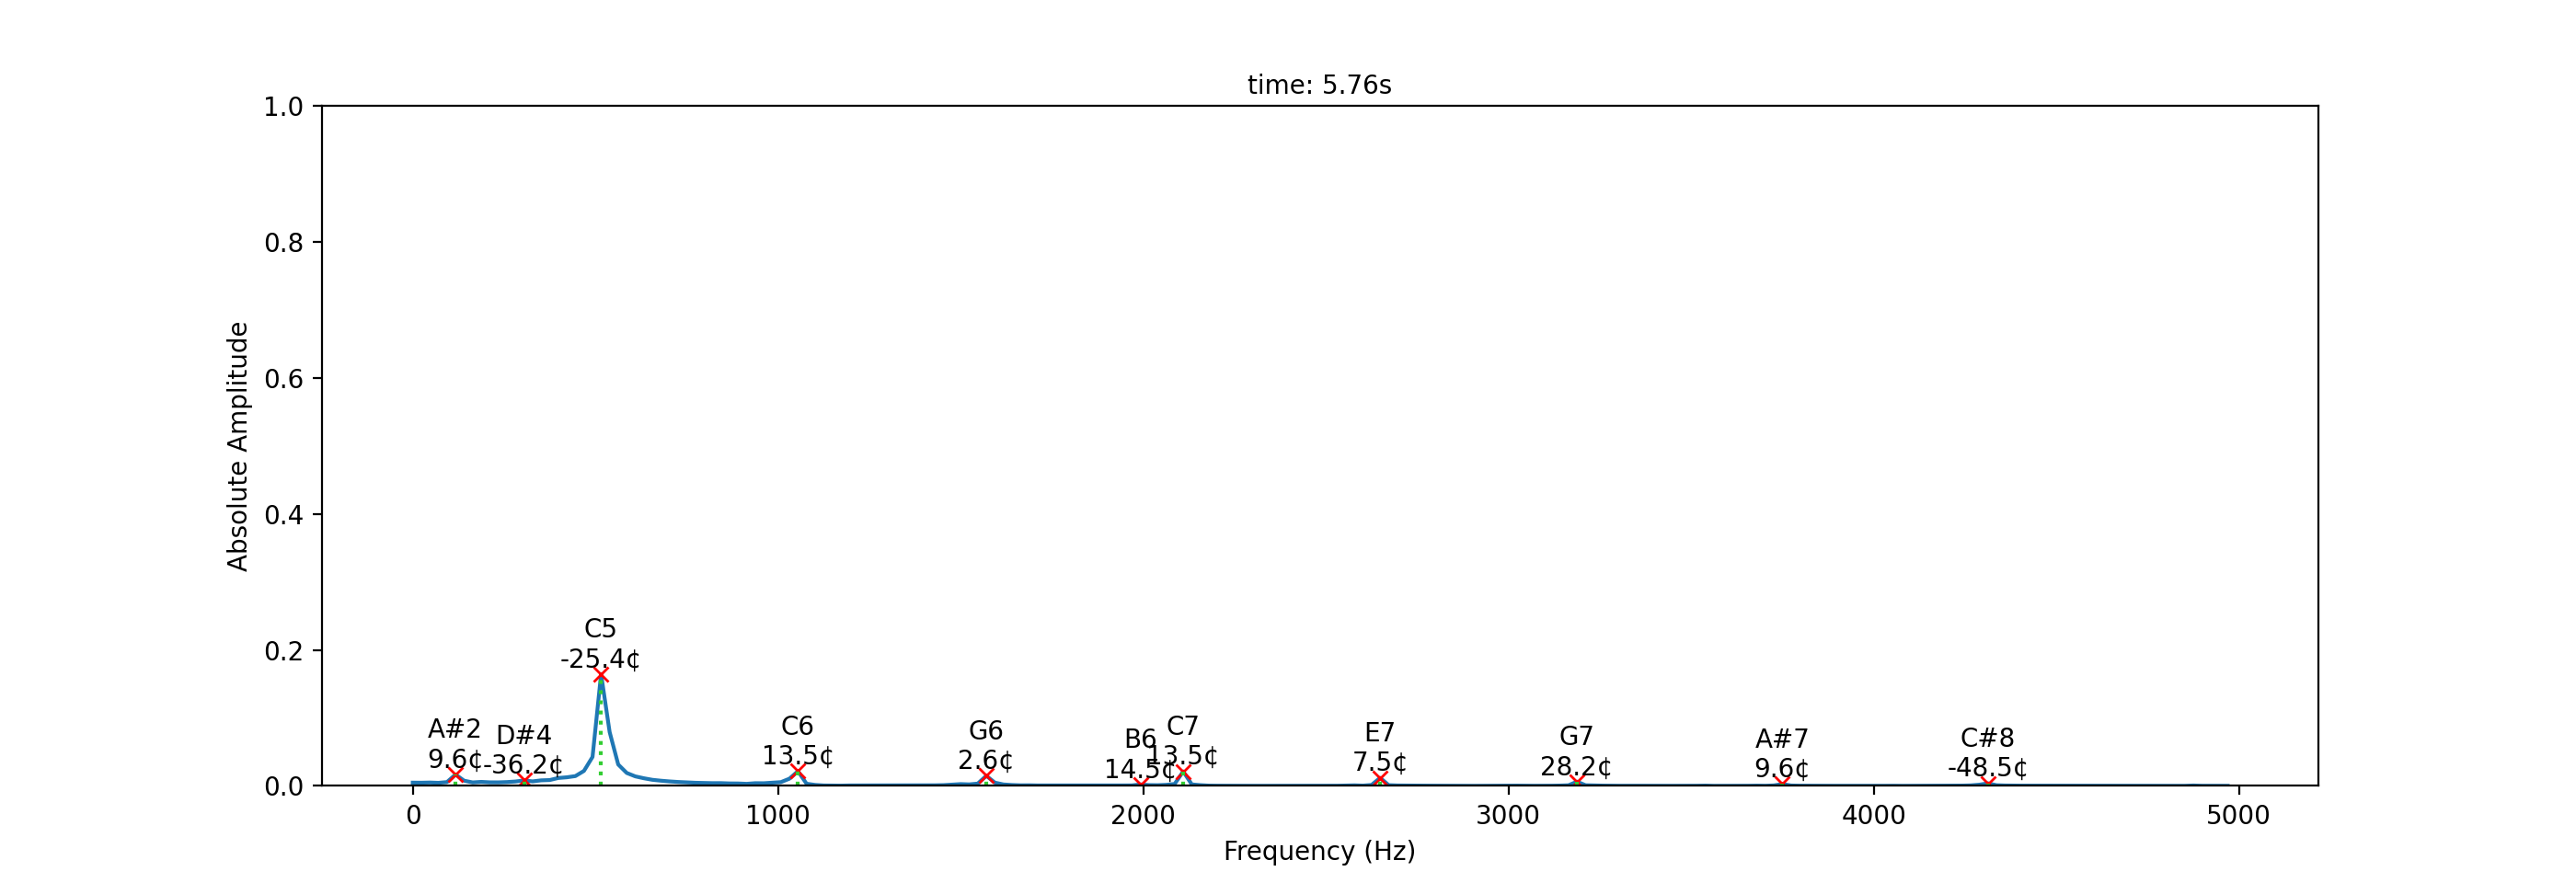 time: 5.76s
1.0
0.8
0.6
0.4
0.2
0.0
Absolute Amplitude
A#2
9.6¢
D#4
-36.2¢
C5
-25.4¢
C6
13.5¢
G6
2.6¢
B6
14.5¢
C7
13.5¢
E7
7.5¢
G7
28.2¢
A#7
9.6¢
C#8
-48.5¢
0
1000
2000
3000
4000
5000
Frequency (Hz)